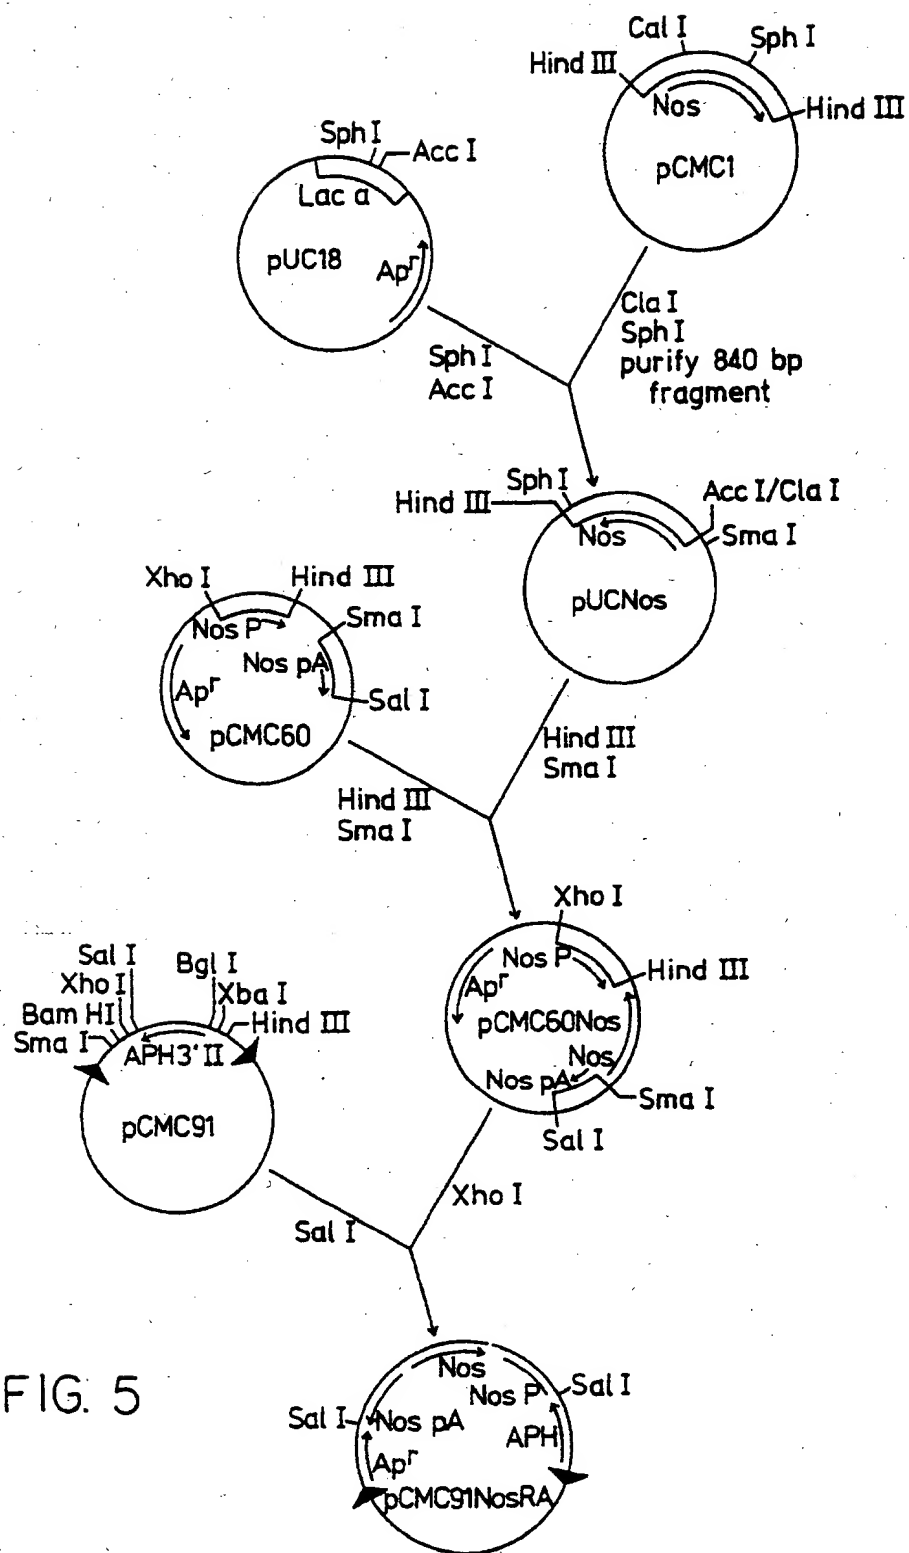 Cal I
Sph I
Hind III
Nos
Hind III
pCMC1
Sph I
Acc I
Lac a
pUC18
Apr
Cla I
Sph I
purify 840 bp
fragment
Sph I
Acc I
Sph I
Acc I/Cla I
Hind III
Nos
Sma I
pUCNos
Xho I
Hind III
Nos P
Sma I
Nos pA
Apr
Sal I
pCMC60
Hind III
Sma I
Hind III
Sma I
Xho I
Nos P
Hind III
Apr
pCMC60Nos
Nos
Nos pA
Sma I
Sal I
Sal I
Bgl I
Xho I
Xba I
Bam HI
Hind III
Sma I
APH3'II
pCMC91
Xho I
Sal I
Nos
Nos P
Sal I
Sal I
Nos pA
APH
Apr
pCMC91NosRA
FIG. 5